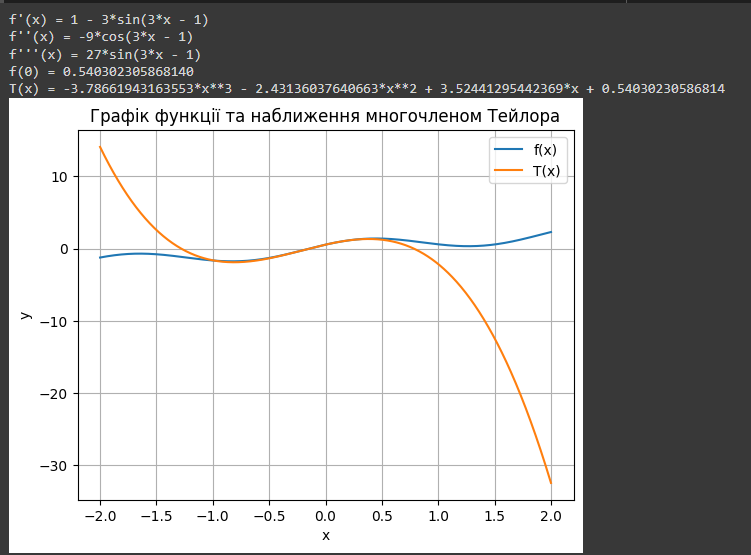 f'(x) = 1 - 3*sin(3*x - 1)
f''(x) = -9*cos(3*x - 1)
f'''(x) = 27*sin(3*x - 1)
f(0) = 0.540302305868140
T(x) = -3.78661943163553*x**3 - 2.43136037640663*x**2 + 3.52441295442369*x + 0.54030230586814
Графік функції та наближення многочленом Тейлора
f(x)
T(x)
10
0
−10
−20
−30
y
−2.0 −1.5 −1.0 −0.5 0.0 0.5 1.0 1.5 2.0
x